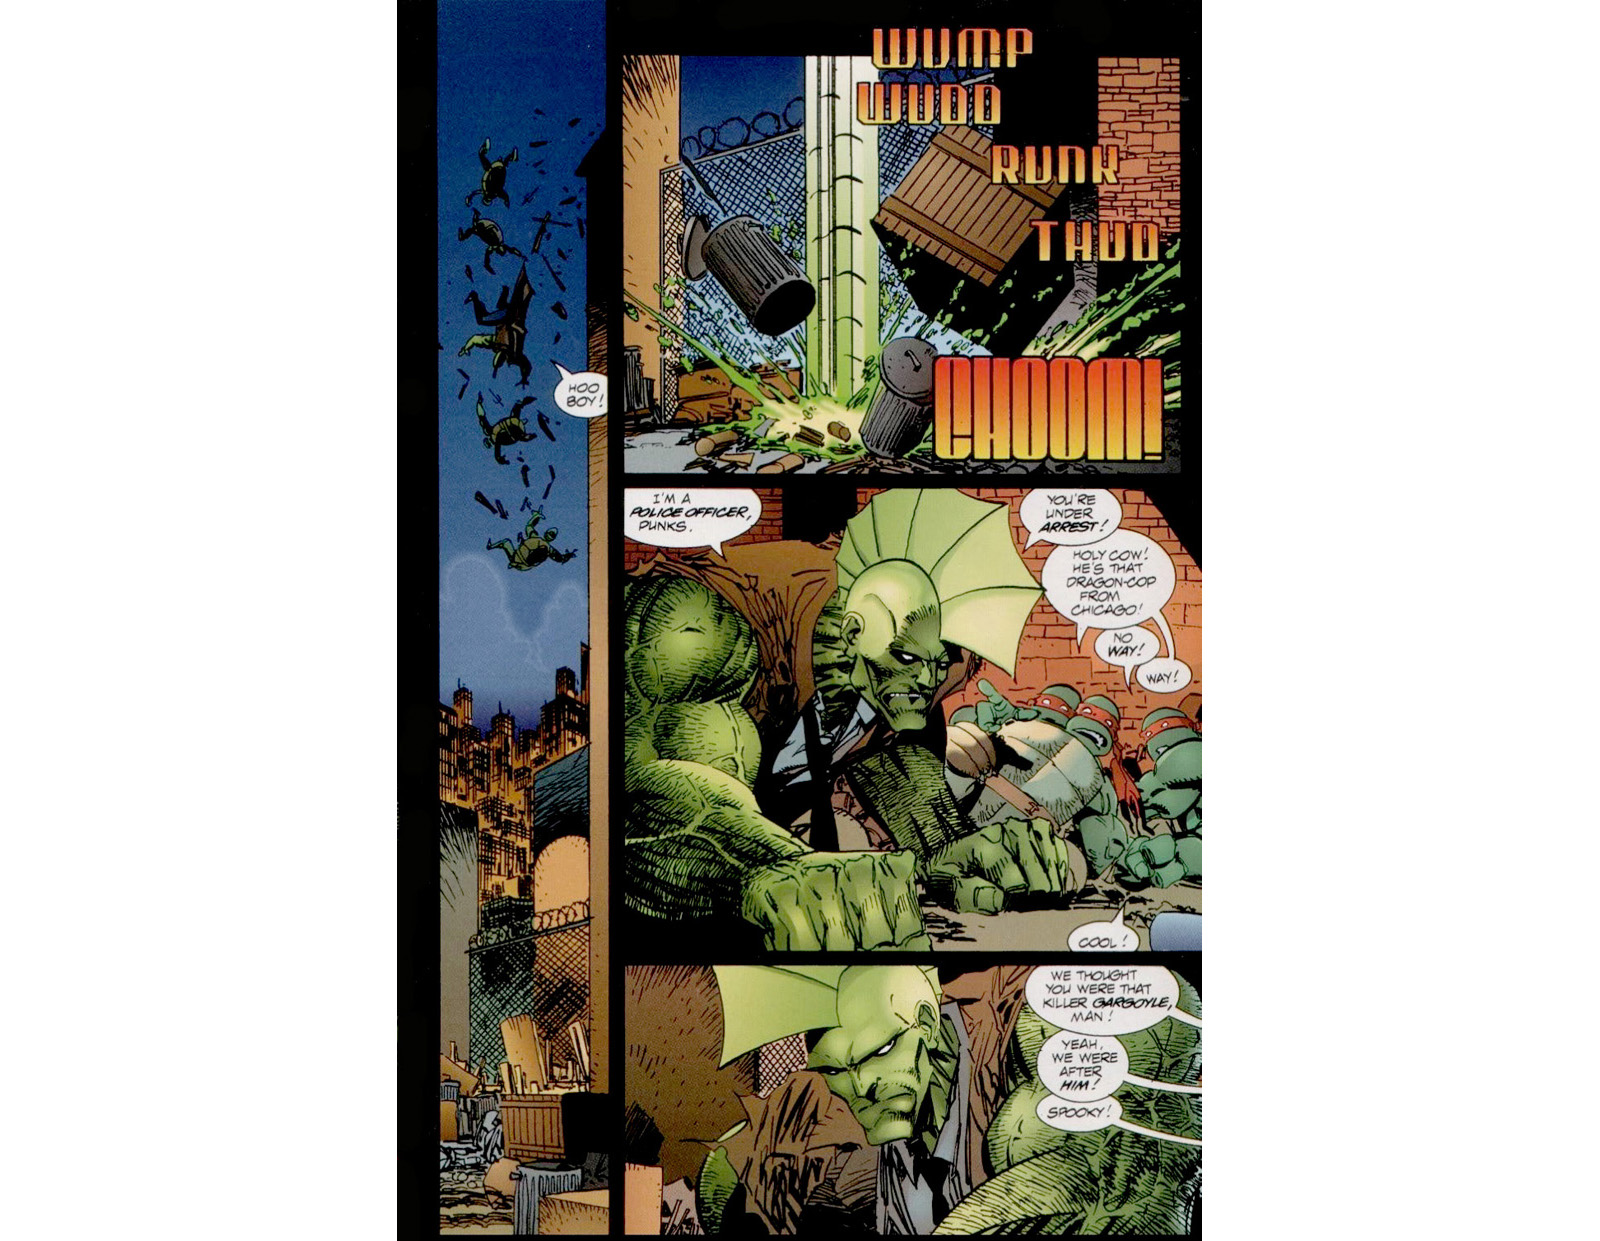 HOO
BOY!
WUMP
WUDD
RUNK
THUD
CHOOM!
I'M A
POLICE OFFICER,
PUNKS.
YOU'RE
UNDER
ARREST!
HOLY COW!
HE'S THAT
DRAGON-COP
FROM
CHICAGO!
NO
WAY!
WAY!
COOL!
WE THOUGHT
YOU WERE THAT
KILLER GARGOYLE,
MAN!
YEAH,
WE WERE
AFTER
HIM!
SPOOKY!